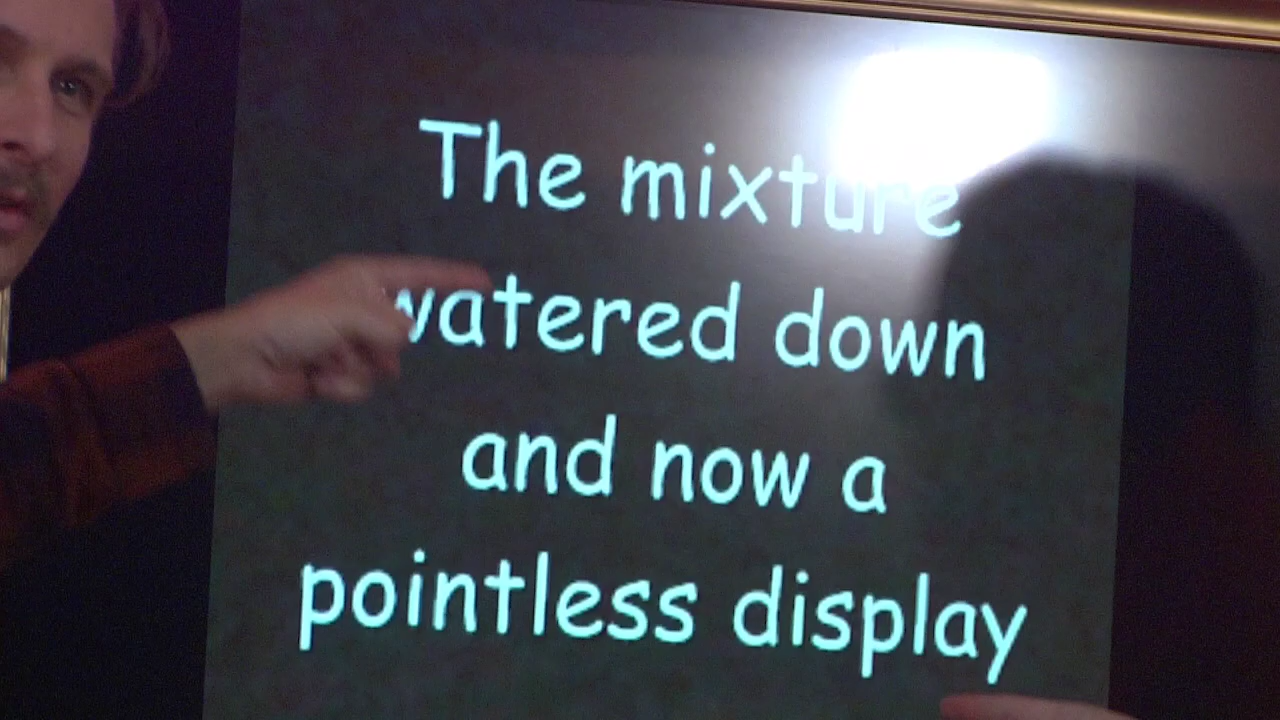 The mixture
watered down
and now a
pointless display